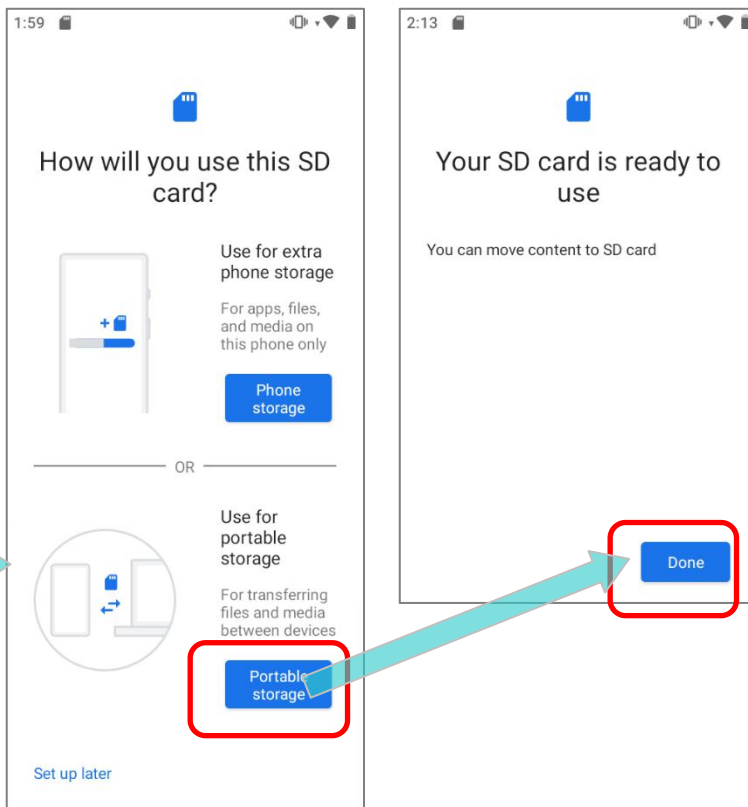 1:59
How will you use this SD
card?
Use for extra
phone storage
For apps, files,
and media on
this phone only
Phone
storage
OR
Use for
portable
storage
For transferring
files and media
between devices
Portable
storage
Set up later
2:13
Your SD card is ready to
use
You can move content to SD card
Done